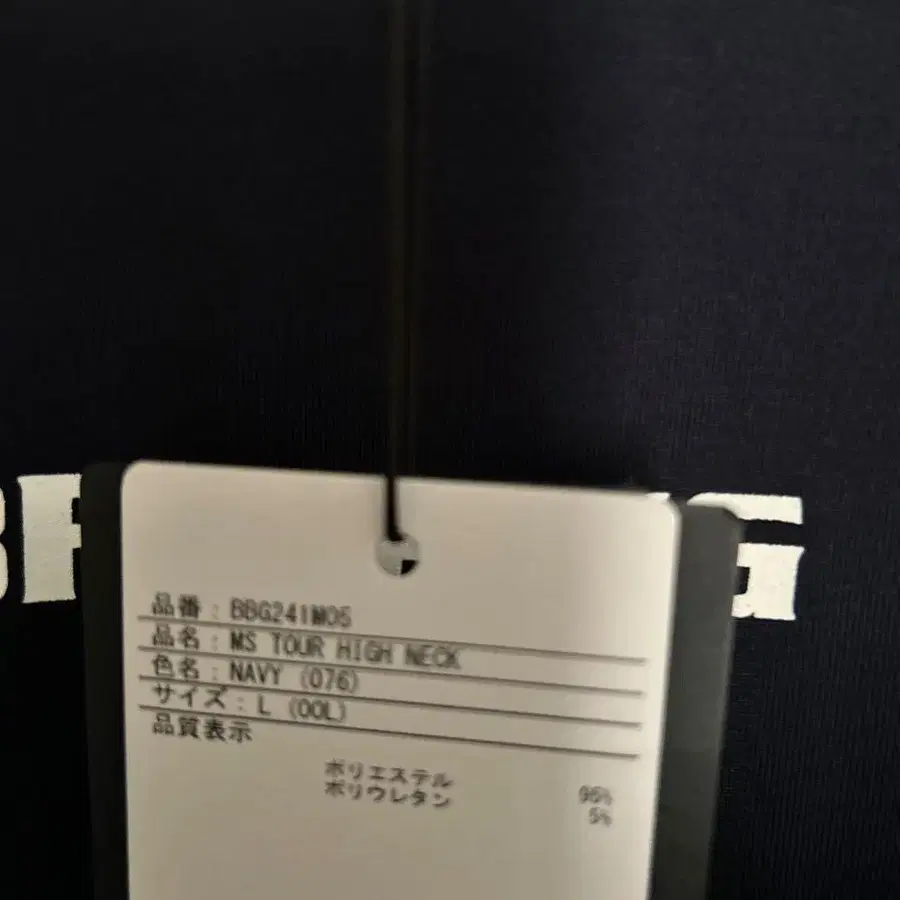 BR G
品番：BBG241M05
品名：MS TOUR HIGH NECK
色名：NAVY (076)
サイズ：L (00L)
品質表示
ポリエステル 95%
ポリウレタン 5%